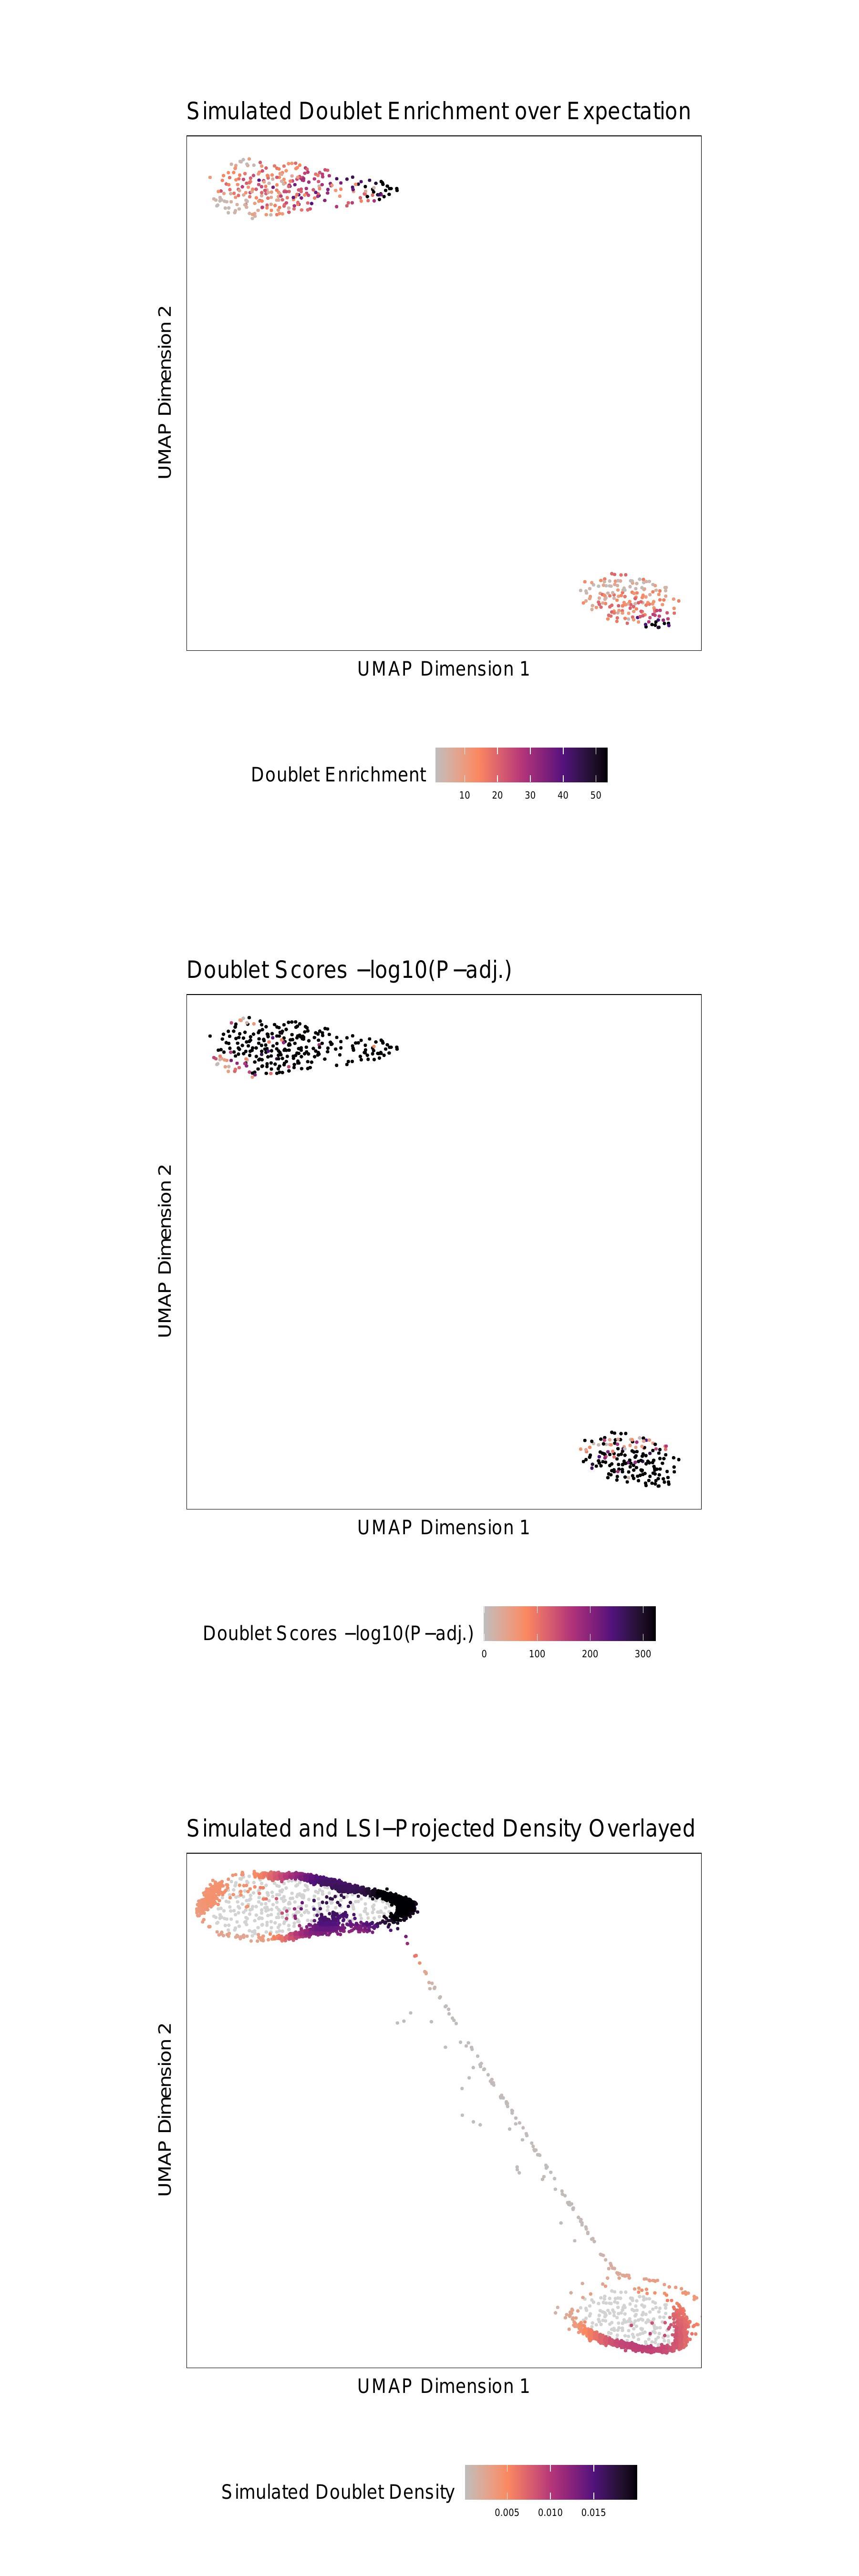 Simulated Doublet Enrichment over Expectation
UMAP Dimension 2
UMAP Dimension 1
Doublet Enrichment
10 20 30 40 50
Doublet Scores −log10(P−adj.)
UMAP Dimension 2
UMAP Dimension 1
Doublet Scores −log10(P−adj.)
0 100 200 300
Simulated and LSI−Projected Density Overlayed
UMAP Dimension 2
UMAP Dimension 1
Simulated Doublet Density
0.005 0.010 0.015